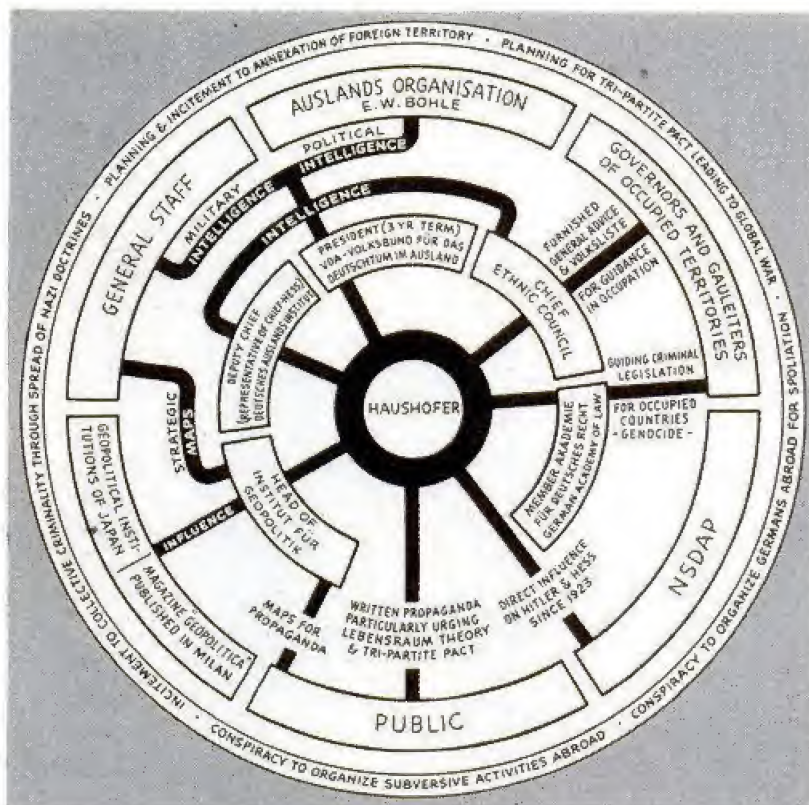 PLANNING & INCITEMENT TO ANNEXATION OF FOREIGN TERRITORY · PLANNING FOR TRI-PARTITE PACT LEADING TO GLOBAL WAR · CONSPIRACY TO ORGANIZE GERMANS ABROAD FOR SPOLIATION · CONSPIRACY TO ORGANIZE SUBVERSIVE ACTIVITIES ABROAD · INCITEMENT TO COLLECTIVE CRIMINALITY THROUGH SPREAD OF NAZI DOCTRINES ·
AUSLANDS ORGANISATION
E.W. BOHLE
GENERAL STAFF
GOVERNORS AND GAULEITERS
OF OCCUPIED TERRITORIES
POLITICAL
INTELLIGENCE
MILITARY
INTELLIGENCE
INTELLIGENCE
PRESIDENT (3 YR TERM)
VDA-VOLKSBUND FÜR DAS
DEUTSCHTUM IM AUSLAND
FURNISHED
GENERAL ADVICE
& VOLKSLISTE
FOR GUIDANCE
IN OCCUPATION
CHIEF
ETHNIC COUNCIL
DEPUTY CHIEF
(REPRESENTATIVE OF CHIEF-HESS)
DEUTSCHES AUSLANDS INSTITUT
HAUSHOFER
GUIDING CRIMINAL
LEGISLATION
FOR OCCUPIED
COUNTRIES
- GENOCIDE -
STRATEGIC
MAPS
MEMBER AKADEMIE
FÜR DEUTSCHES RECHT
GERMAN ACADEMY OF LAW
HEAD OF
INSTITUT FÜR
GEOPOLITIK
INFLUENCE
GEOPOLITICAL INSTI-
TUTIONS OF JAPAN
MAGAZINE "GEOPOLITICA"
PUBLISHED IN MILAN
MAPS FOR
PROPAGANDA
WRITTEN PROPAGANDA
PARTICULARLY URGING
LEBENSRAUM THEORY
& TRI-PARTITE PACT
DIRECT INFLUENCE
ON HITLER & HESS
SINCE 1923
NSDAP
PUBLIC